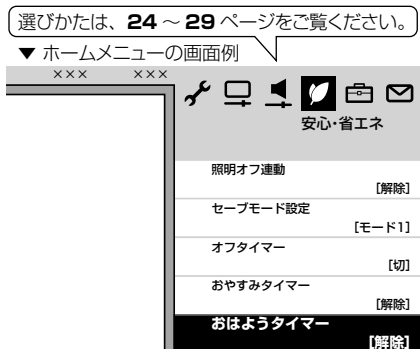 選びかたは、24 ～ 29 ページをご覧ください。
▼ ホームメニューの画面例
××× ×××
安心・省エネ
照明オフ連動
［解除］
セーブモード設定
［モード1］
オフタイマー
［切］
おやすみタイマー
［解除］
おはようタイマー
［解除］